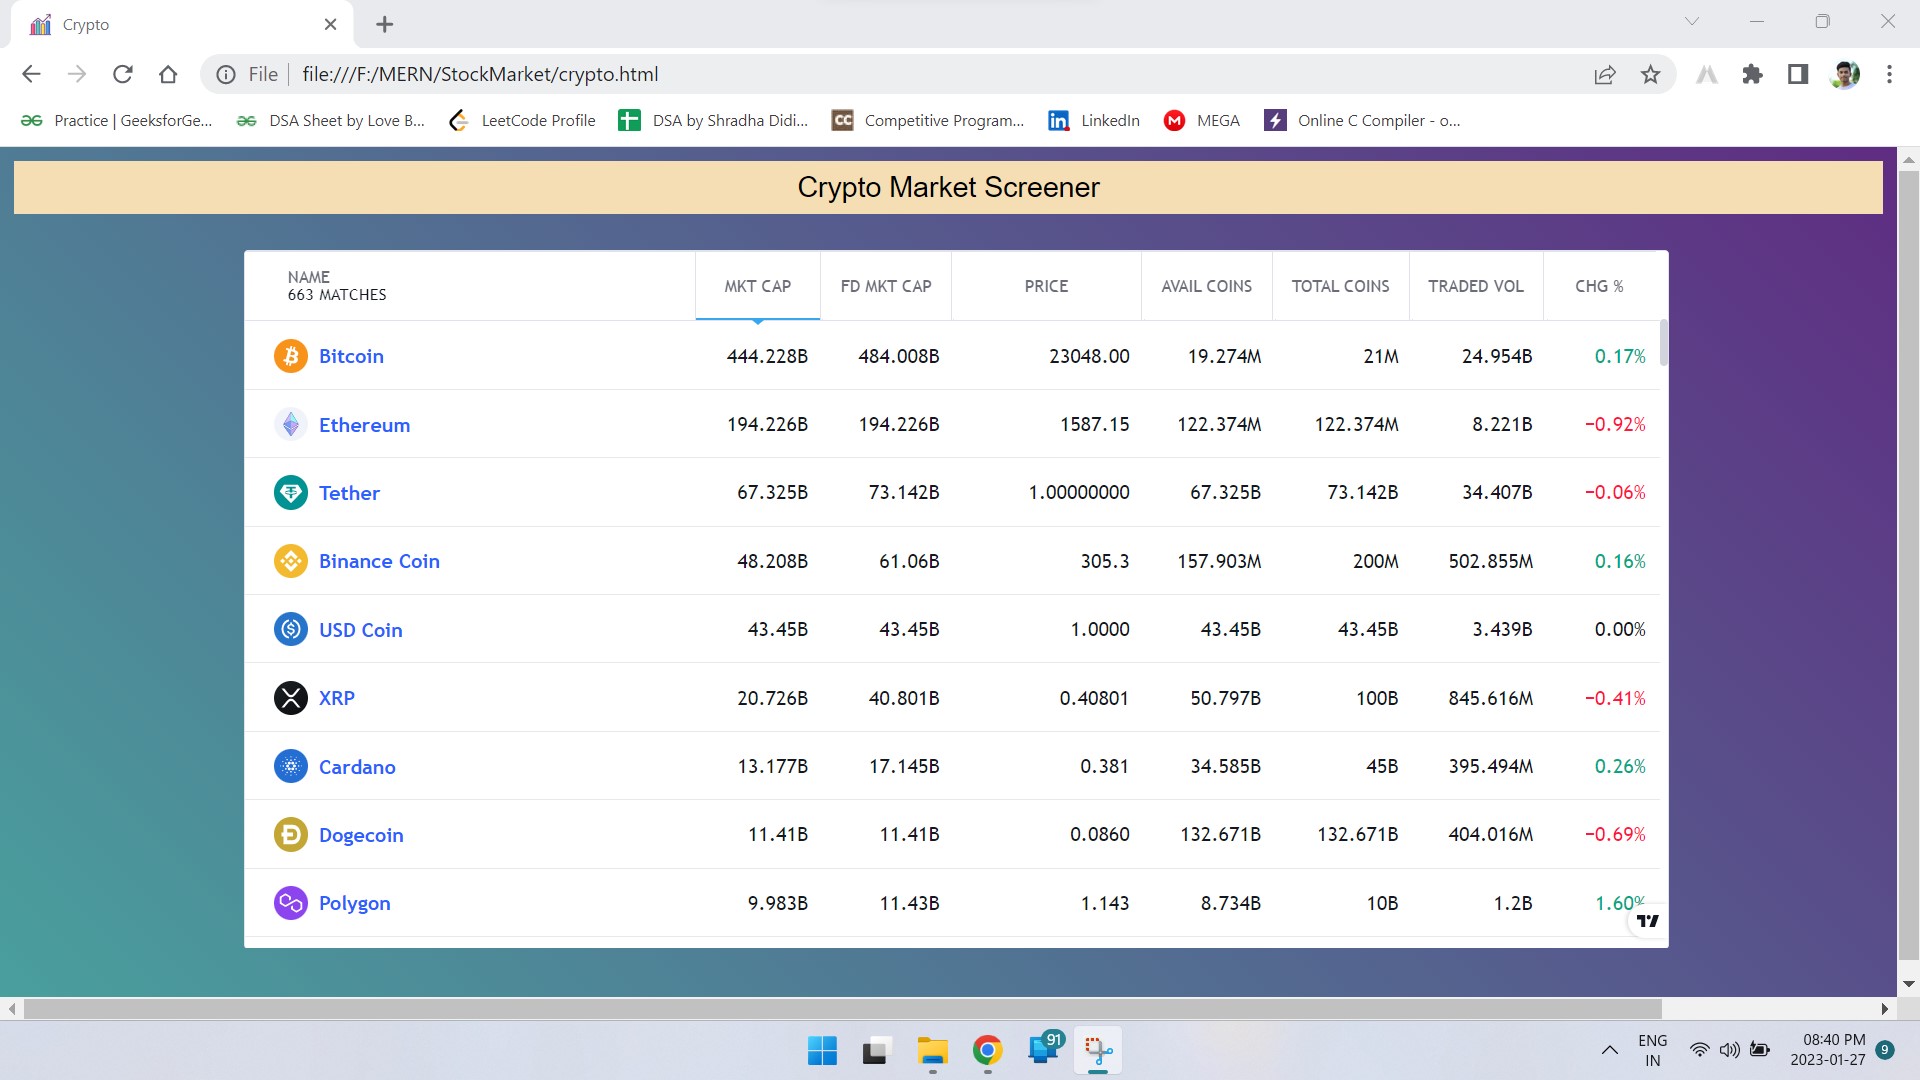 Crypto
File
file:///F:/MERN/StockMarket/crypto.html
Practice | GeeksforGe... DSA Sheet by Love B... LeetCode Profile DSA by Shradha Didi... CC Competitive Program... in LinkedIn M MEGA Online C Compiler - o...
Crypto Market Screener
NAME
663 MATCHES
MKT CAP FD MKT CAP PRICE AVAIL COINS TOTAL COINS TRADED VOL CHG %
Bitcoin 444.228B 484.008B 23048.00 19.274M 21M 24.954B 0.17%
Ethereum 194.226B 194.226B 1587.15 122.374M 122.374M 8.221B −0.92%
Tether 67.325B 73.142B 1.00000000 67.325B 73.142B 34.407B −0.06%
Binance Coin 48.208B 61.06B 305.3 157.903M 200M 502.855M 0.16%
USD Coin 43.45B 43.45B 1.0000 43.45B 43.45B 3.439B 0.00%
XRP 20.726B 40.801B 0.40801 50.797B 100B 845.616M −0.41%
Cardano 13.177B 17.145B 0.381 34.585B 45B 395.494M 0.26%
Dogecoin 11.41B 11.41B 0.0860 132.671B 132.671B 404.016M −0.69%
Polygon 9.983B 11.43B 1.143 8.734B 10B 1.2B 1.60%
91
ENG
IN
08:40 PM
2023-01-27
9